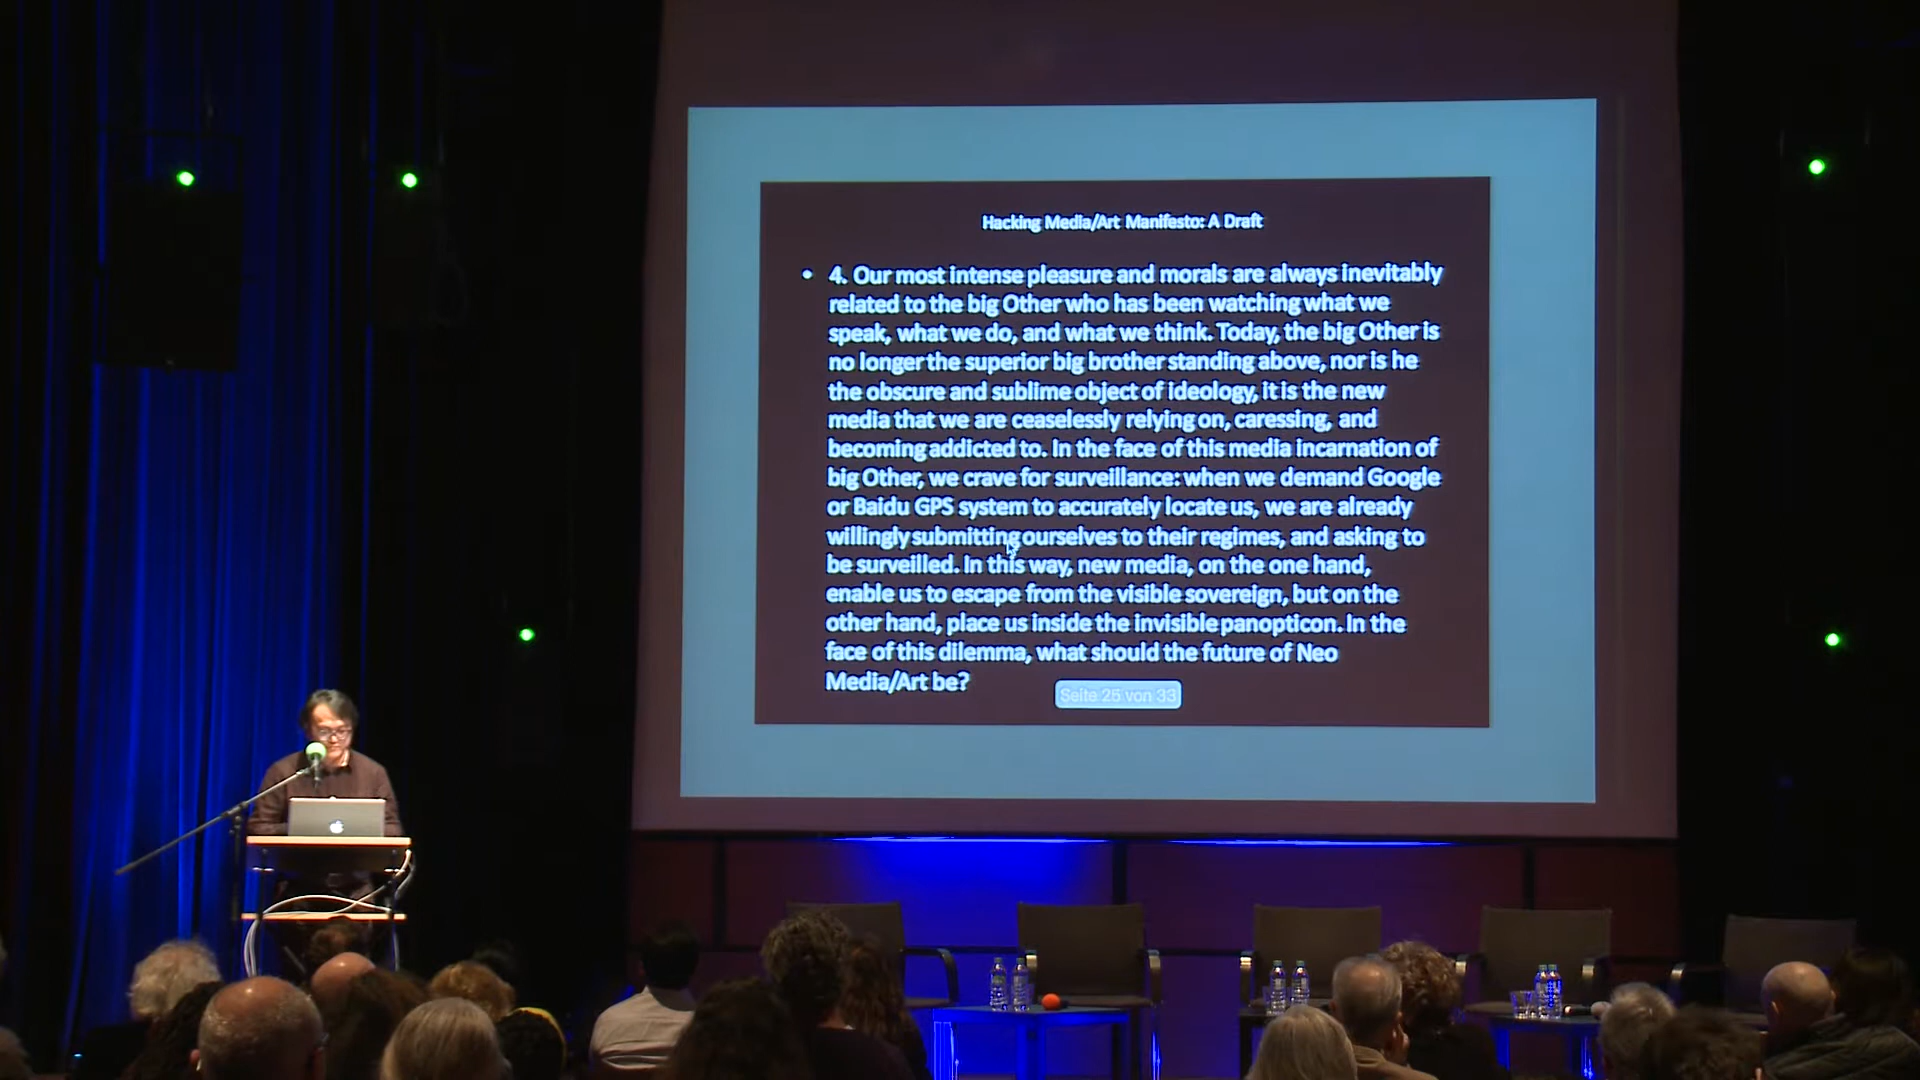 Hacking Media/Art Manifesto: A Draft
• 4. Our most intense pleasure and morals are always inevitably
related to the big Other who has been watching what we
speak, what we do, and what we think. Today, the big Other is
no longer the superior big brother standing above, nor is he
the obscure and sublime object of ideology, it is the new
media that we are ceaselessly relying on, caressing, and
becoming addicted to. In the face of this media incarnation of
big Other, we crave for surveillance: when we demand Google
or Baidu GPS system to accurately locate us, we are already
willingly submitting ourselves to their regimes, and asking to
be surveilled. In this way, new media, on the one hand,
enable us to escape from the visible sovereign, but on the
other hand, place us inside the invisible panopticon. In the
face of this dilemma, what should the future of Neo
Media/Art be?
Seite 25 von 33